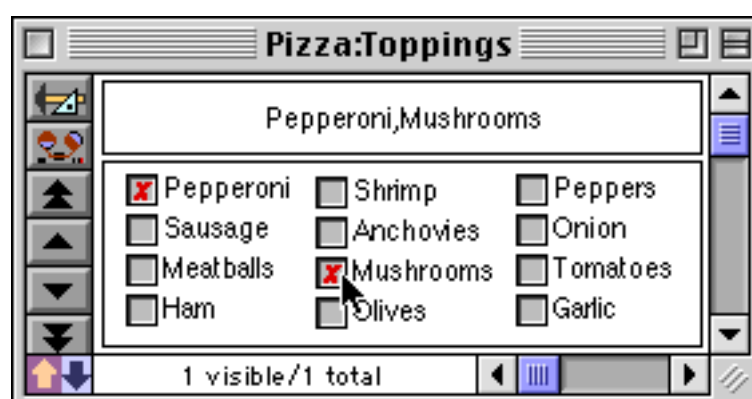 Pizza:Toppings
Pepperoni,Mushrooms
Pepperoni Shrimp Peppers
Sausage Anchovies Onion
Meatballs Mushrooms Tomatoes
Ham Olives Garlic
1 visible/1 total